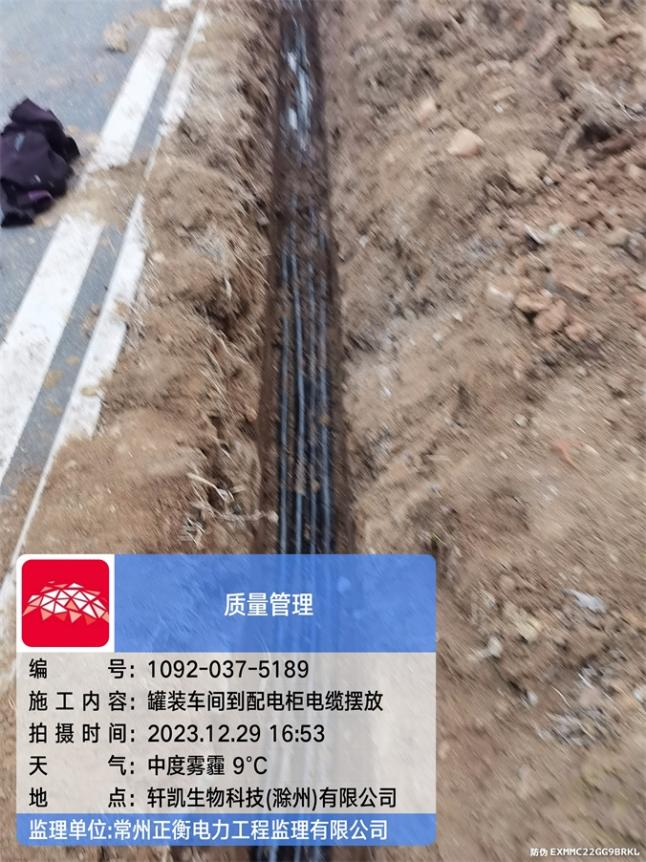 质量管理
编号：1092-037-5189
施工内容：罐装车间到配电柜电缆摆放
拍摄时间：2023.12.29 16:53
天气：中度雾霾 9℃
地点：轩凯生物科技(滁州)有限公司
监理单位:常州正衡电力工程监理有限公司
防伪 EXMMC22GG9BRKL